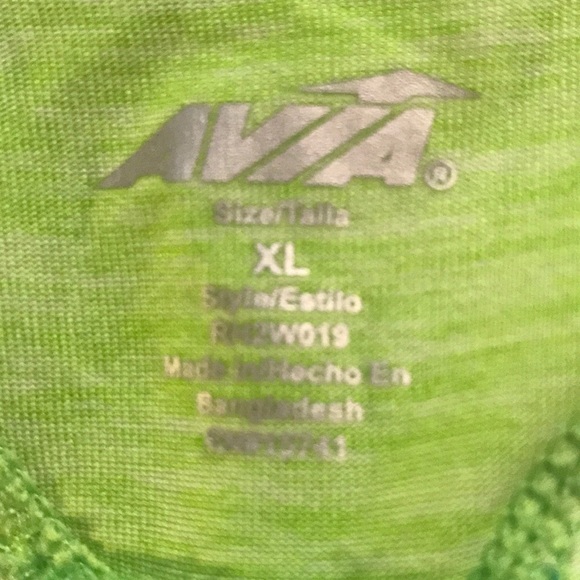 AVIA®
Size/Talla
XL
Style/Estilo
Made in/Hecho En
Bangladesh